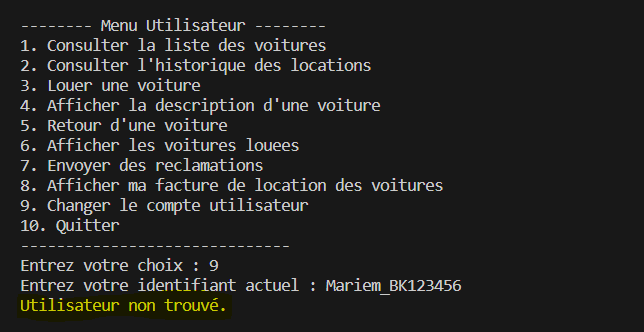 -------- Menu Utilisateur --------
1. Consulter la liste des voitures
2. Consulter l'historique des locations
3. Louer une voiture
4. Afficher la description d'une voiture
5. Retour d'une voiture
6. Afficher les voitures louees
7. Envoyer des reclamations
8. Afficher ma facture de location des voitures
9. Changer le compte utilisateur
10. Quitter
------------------------------
Entrez votre choix : 9
Entrez votre identifiant actuel : Mariem_BK123456
Utilisateur non trouvé.